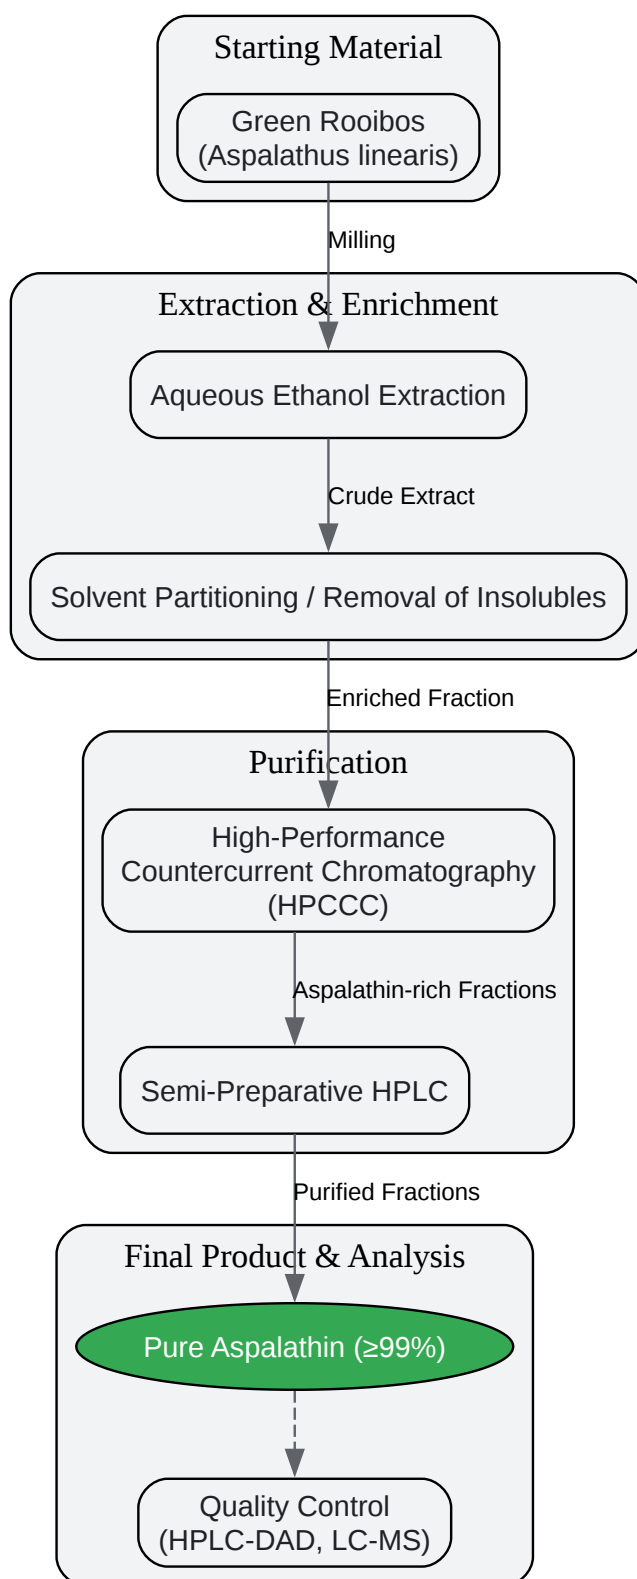 Starting Material
Green Rooibos
(Aspalathus linearis)
Milling
Extraction & Enrichment
Aqueous Ethanol Extraction
Crude Extract
Solvent Partitioning / Removal of Insolubles
Enriched Fraction
Purification
High-Performance
Countercurrent Chromatography
(HPCCC)
Aspalathin-rich Fractions
Semi-Preparative HPLC
Purified Fractions
Final Product & Analysis
Pure Aspalathin (≥99%)
Quality Control
(HPLC-DAD, LC-MS)